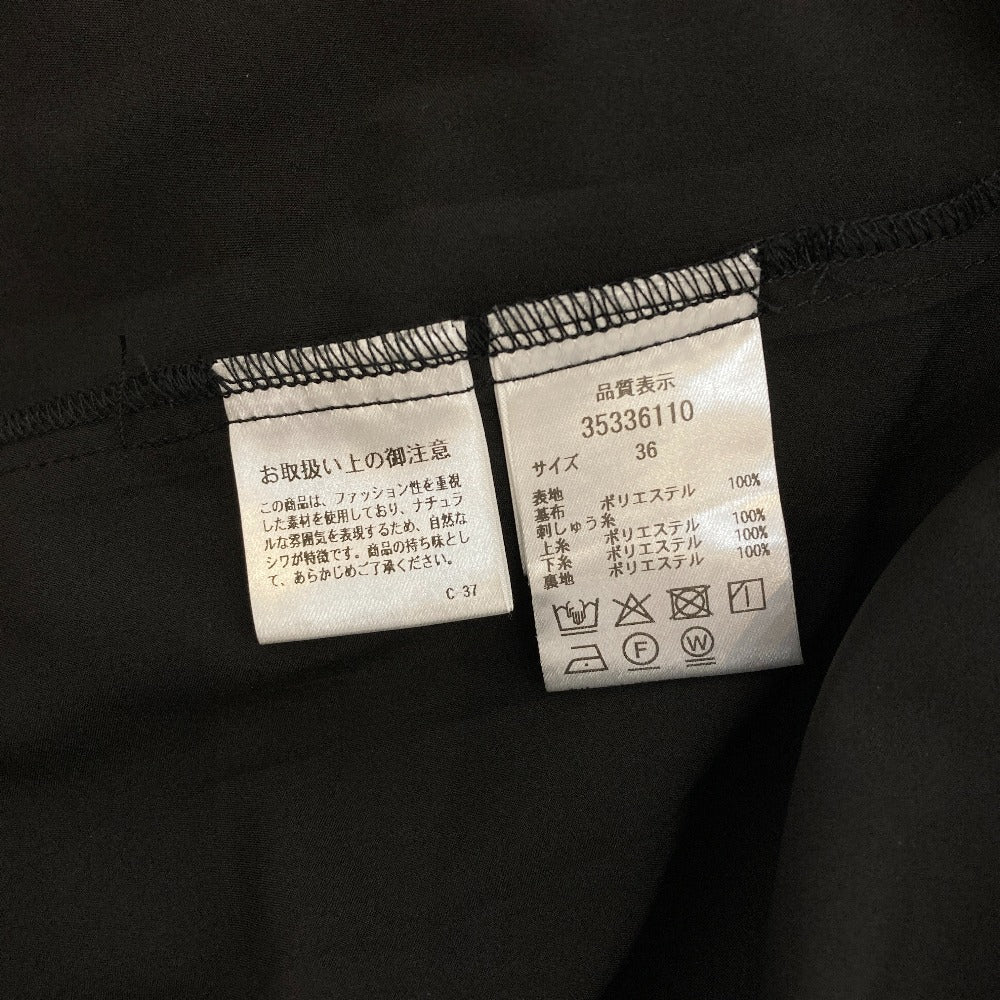 お取扱い上の御注意
この商品は、ファッション性を重視
した素材を使用しており、ナチュラ
ルな雰囲気を表現するため、自然な
シワが特徴です。商品の持ち味とし
て、あらかじめご了承ください。
C-37
品質表示
35336110
サイズ 36
表地
基布 ポリエステル 100%
刺しゅう糸
上糸 ポリエステル 100%
下糸 ポリエステル 100%
裏地 ポリエステル 100%
F W